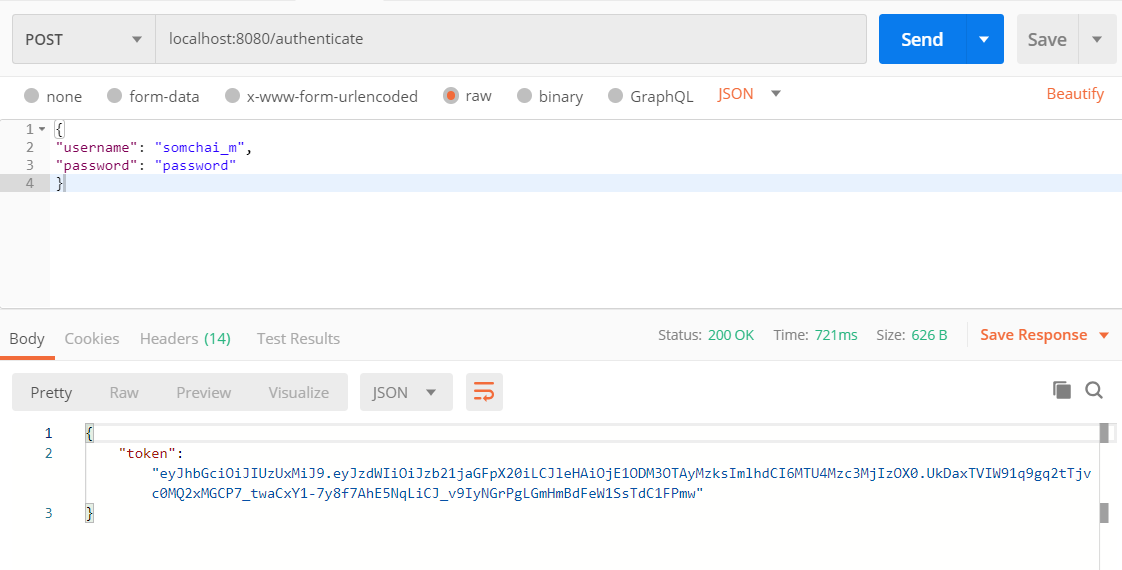 POST localhost:8080/authenticate Send Save
none form-data x-www-form-urlencoded raw binary GraphQL JSON Beautify
1 {
2 "username": "somchai_m",
3 "password": "password"
4 }
Body Cookies Headers (14) Test Results Status: 200 OK Time: 721ms Size: 626 B Save Response
Pretty Raw Preview Visualize JSON
1 {
2 "token":
"eyJhbGciOiJIUzUxMiJ9.eyJzdWIiOiJzb21jaGFpX20iLCJleHAiOjE1ODM3OTAyMzksImlhdCI6MTU4Mzc3MjIzOX0.UkDaxTVIW91q9gq2tTjv
c0MQ2xMGCP7_twaCxY1-7y8f7AhE5NqLiCJ_v9IyNGrPgLGmHmBdFeW1SsTdC1FPmw"
3 }